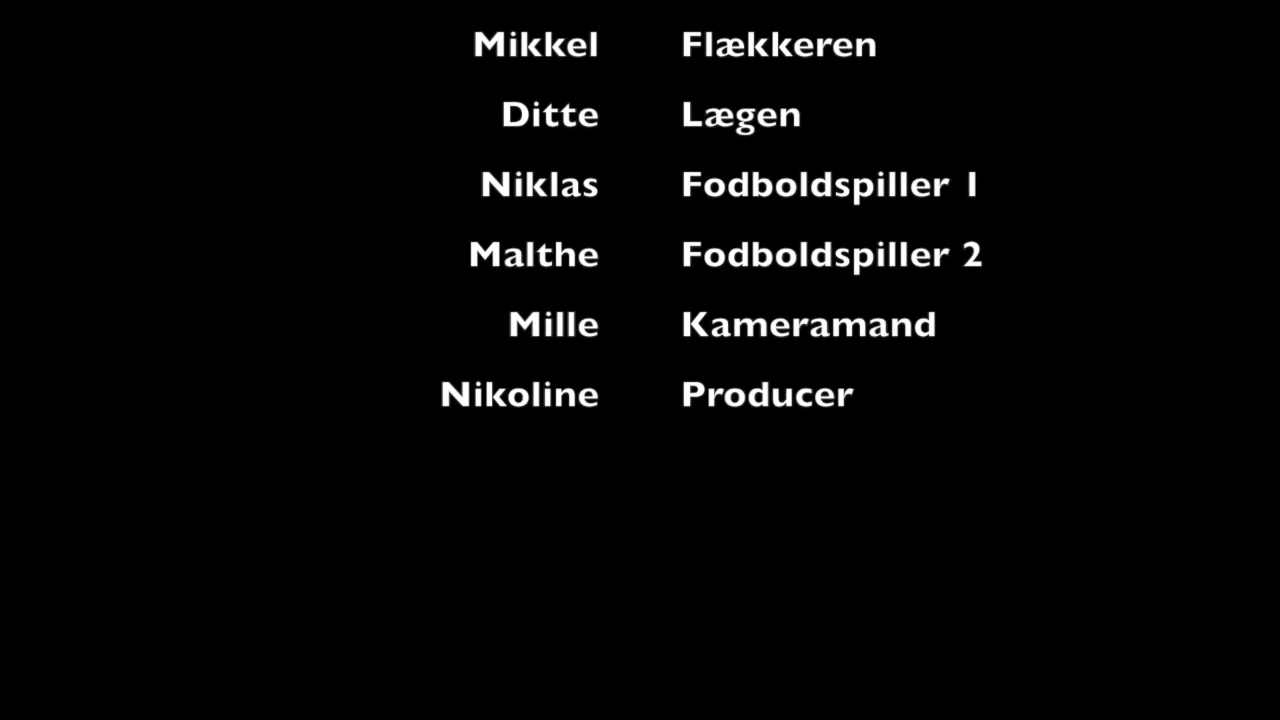 Mikkel Flækkeren
Ditte Lægen
Niklas Fodboldspiller 1
Malthe Fodboldspiller 2
Mille Kameramand
Nikoline Producer